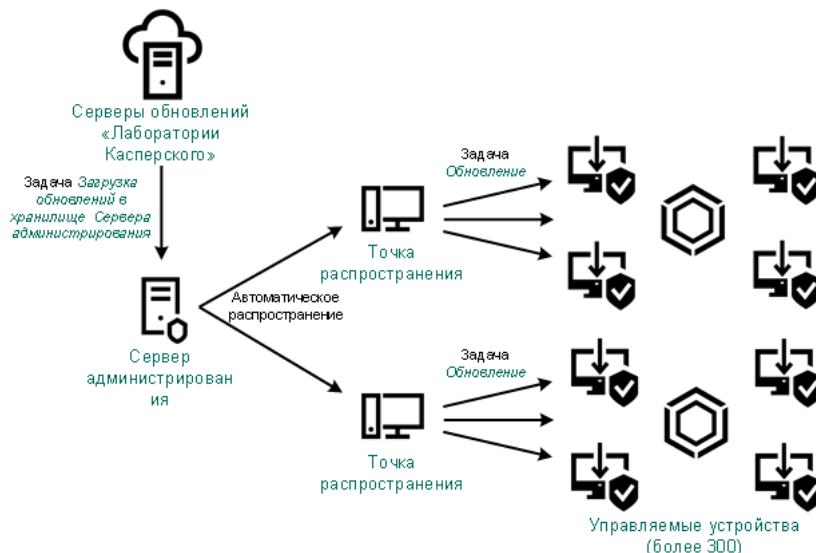 Серверы обновлений
«Лаборатории
Касперского»
Задача Загрузка
обновлений в
хранилище Сервера
администрирования
Сервер
администрирован
ия
Автоматическое
распространение
Точка
распространения
Задача
Обновление
Точка
распространения
Задача
Обновление
Управляемые устройства
(более 300)